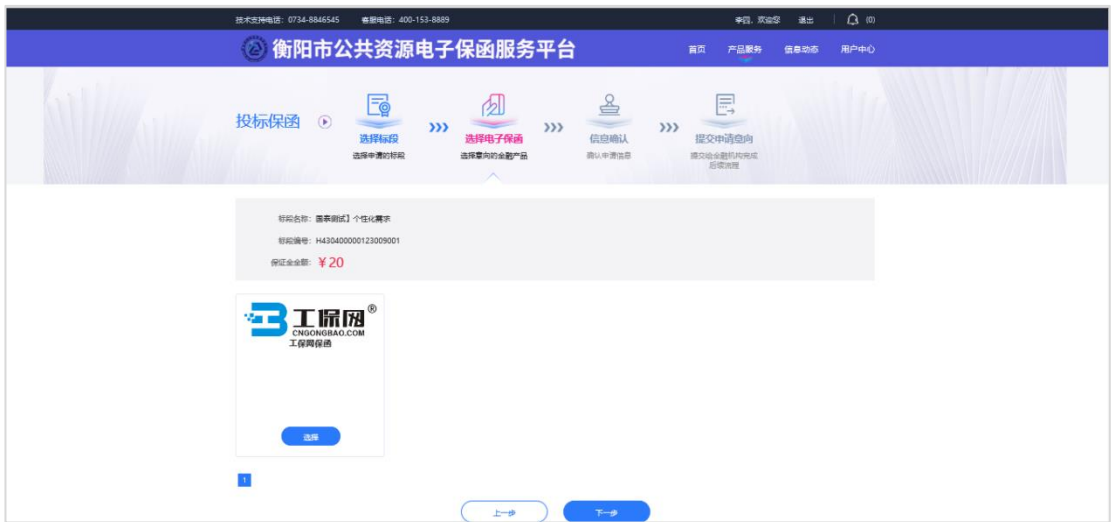 技术支持电话：0734-8846545 客服电话：400-153-8889 李四，欢迎您 退出 (0)
衡阳市公共资源电子保函服务平台 首页 产品服务 信息动态 用户中心
投标保函 选择标段 选择电子保函 信息确认 提交申请意向
选择申请的标段 选择意向的金融产品 确认申请信息 提交给金融机构完成
后续流程
标段名称：国泰测试】个性化需求
标段编号：H430400000123009001
保证金金额：￥20
工保网®
CNGONGBAO.COM
工保网保函
选择
1
上一步 下一步